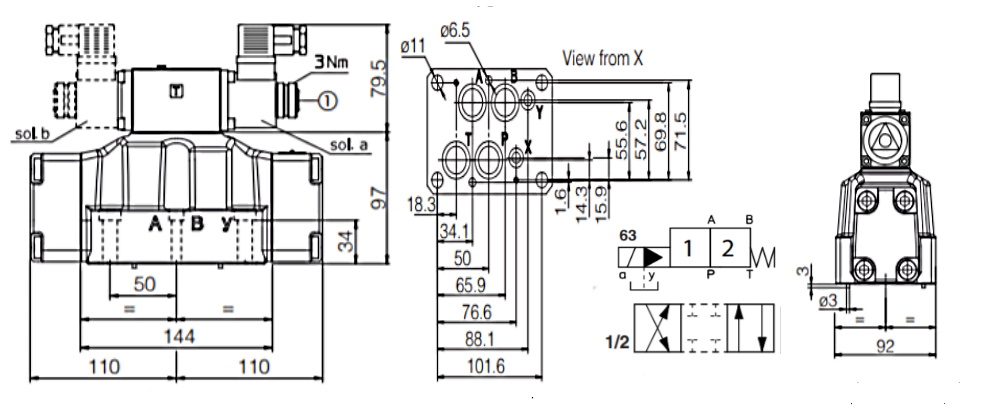 3Nm
①
T
sol.b
sol. a
79.5
97
34
A B y
50
= =
144
110 110
ø6.5
ø11
View from X
A B
Y
T P
X
55.6
57.2
69.8
71.5
1.6
14.3
15.9
18.3
34.1
50
65.9
76.6
88.1
101.6
63
A B
1 2
a y P T
1/2
3
ø3
= =
92